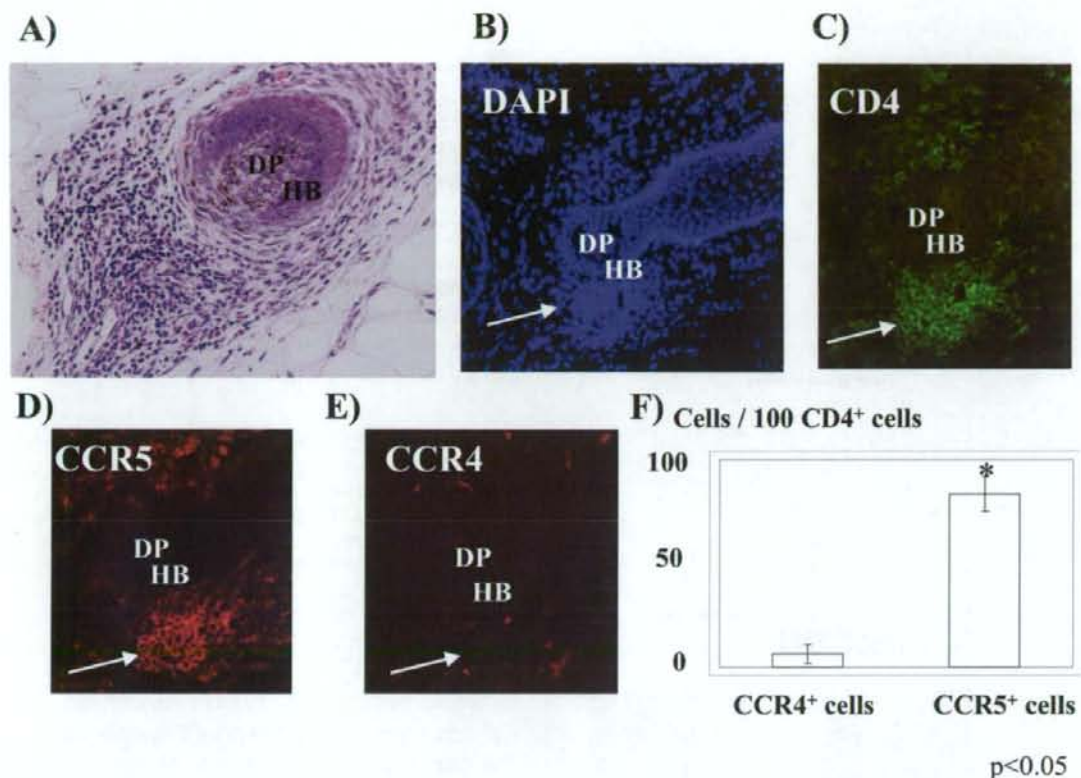 A)
B)
C)
DAPI
CD4
DP
HB
DP
HB
DP
HB
D)
E)
F)
Cells / 100 CD4⁺ cells
CCR5
CCR4
100
*
DP
HB
DP
HB
50
0
CCR4⁺ cells
CCR5⁺ cells
p<0.05